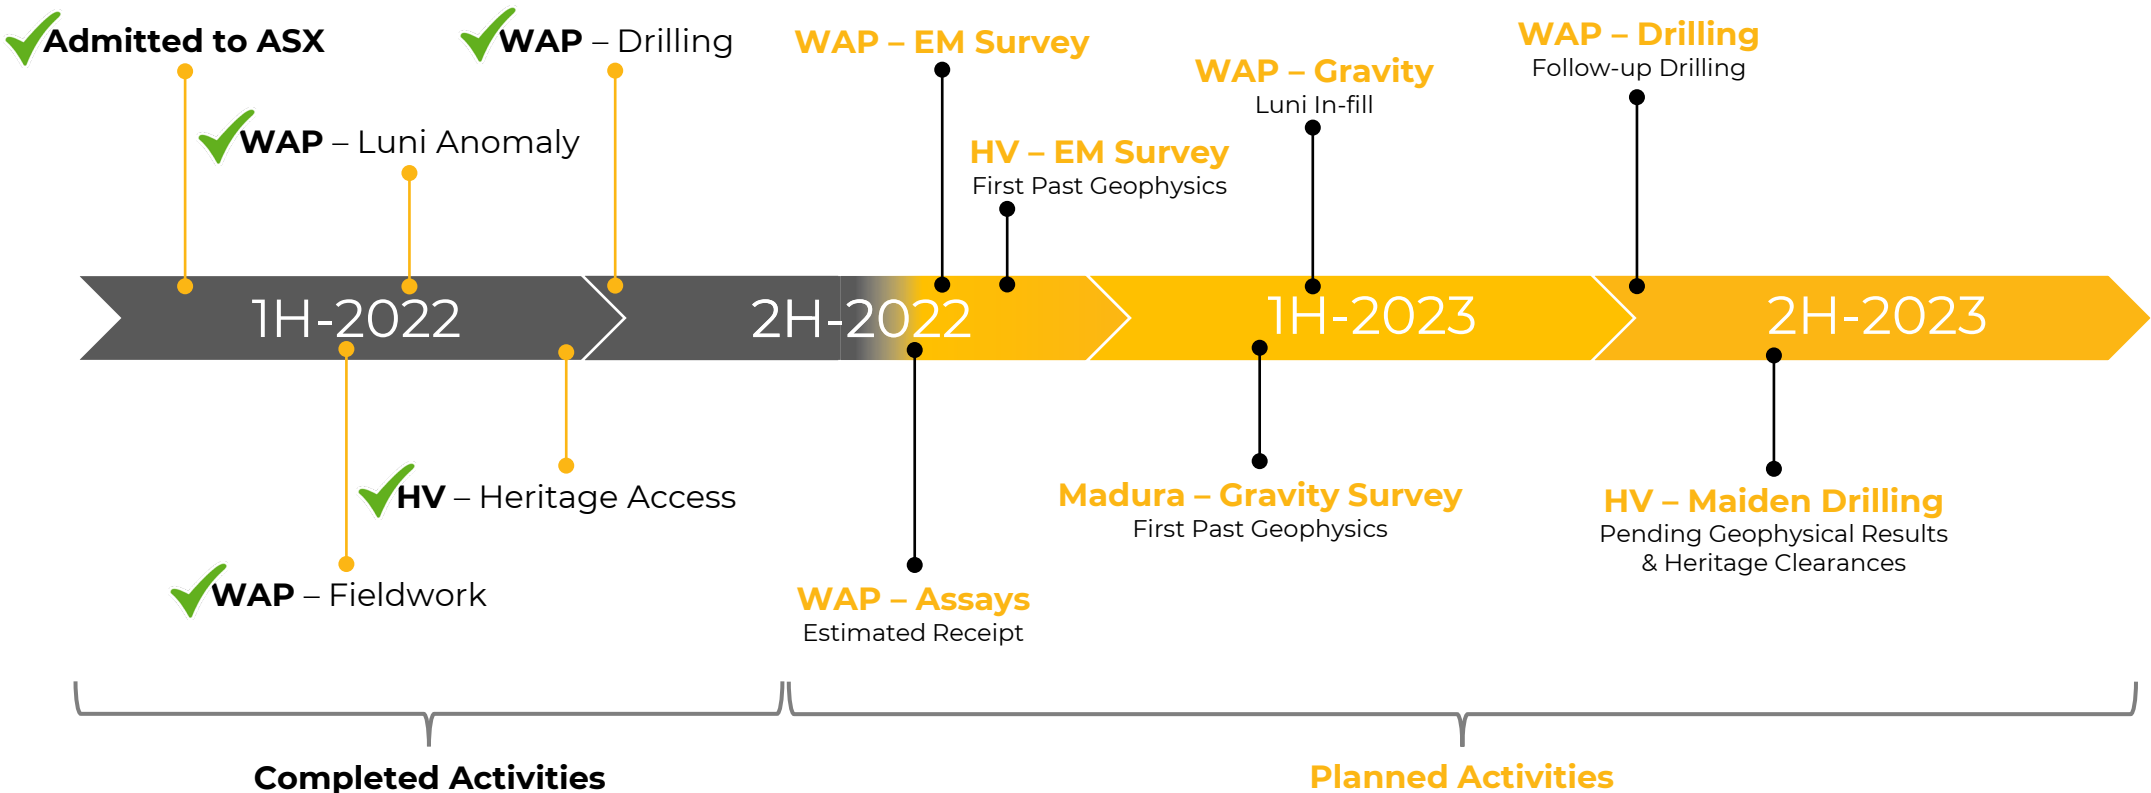 Admitted to ASX
WAP – Drilling
WAP – EM Survey
WAP – Drilling
Follow-up Drilling
WAP – Gravity
Luni In-fill
WAP – Luni Anomaly
HV – EM Survey
First Past Geophysics
1H-2022
2H-2022
1H-2023
2H-2023
HV – Heritage Access
Madura – Gravity Survey
First Past Geophysics
HV – Maiden Drilling
Pending Geophysical Results
& Heritage Clearances
WAP – Fieldwork
WAP – Assays
Estimated Receipt
Completed Activities
Planned Activities